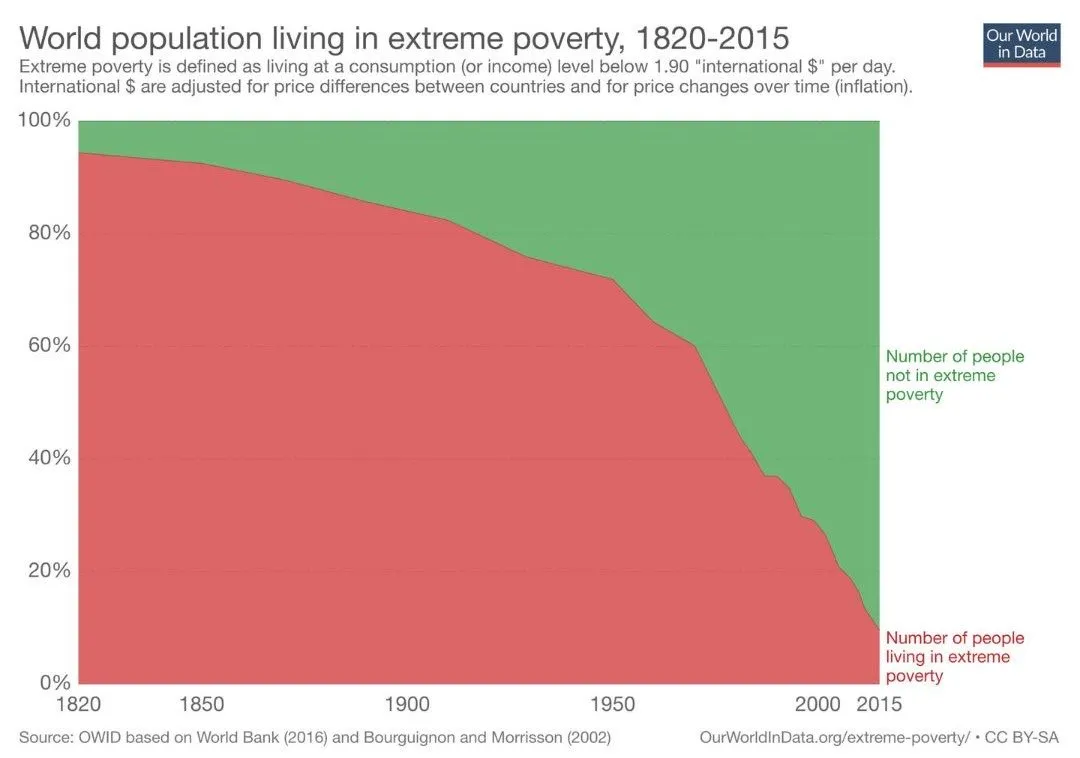 World population living in extreme poverty, 1820-2015
Our World
in Data
Extreme poverty is defined as living at a consumption (or income) level below 1.90 "international $" per day.
International $ are adjusted for price differences between countries and for price changes over time (inflation).
100%
80%
60%
40%
20%
0%
Number of people
not in extreme
poverty
Number of people
living in extreme
poverty
1820
1850
1900
1950
2000
2015
Source: OWID based on World Bank (2016) and Bourguignon and Morrisson (2002)
OurWorldInData.org/extreme-poverty/ • CC BY-SA